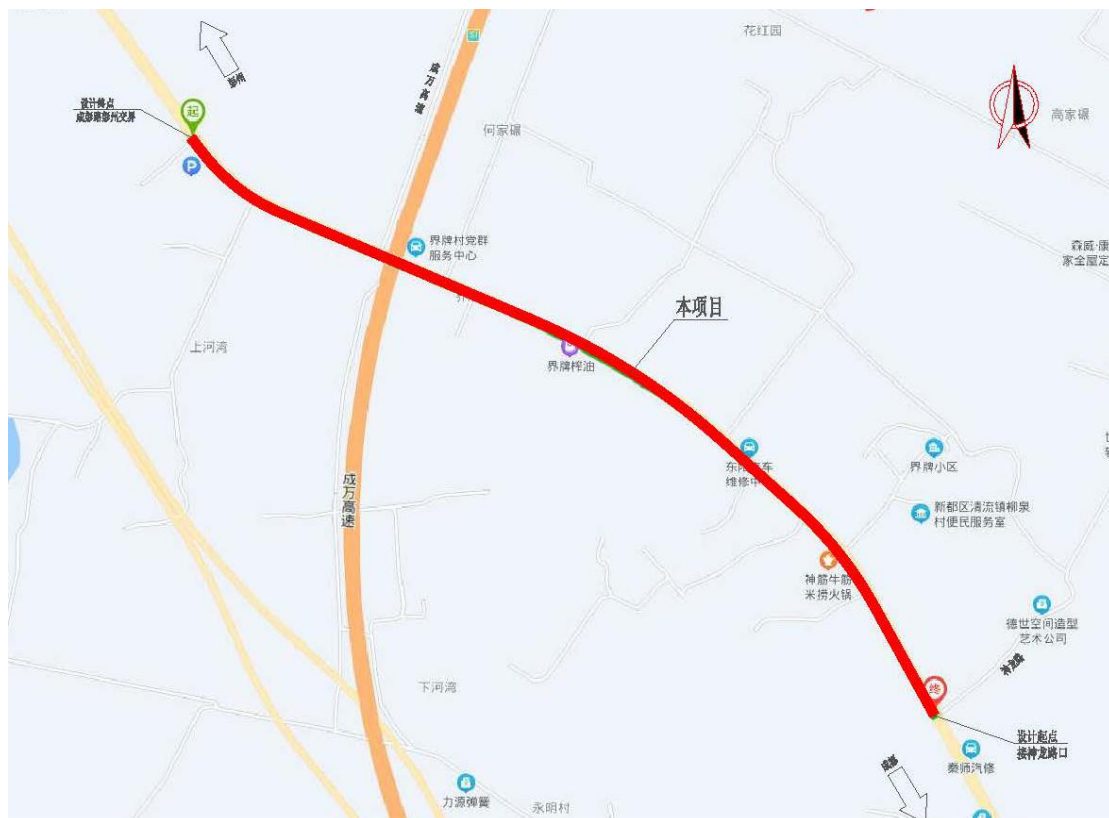 花红园
成万高速
彭州
起
设计终点
成彭路彭州交界
P
何家碾
高家碾
界牌村党群
服务中心
森威·康
家全屋定
本项目
上河湾
界牌榨油
界牌小区
维修中
成万高速
新都区清流镇柳泉
村便民服务室
神筋牛筋
米捞火锅
德世空间造型
艺术公司
神龙路
下河湾
终
设计起点
接神龙路口
秦师汽修
成都
力源弹簧
永明村